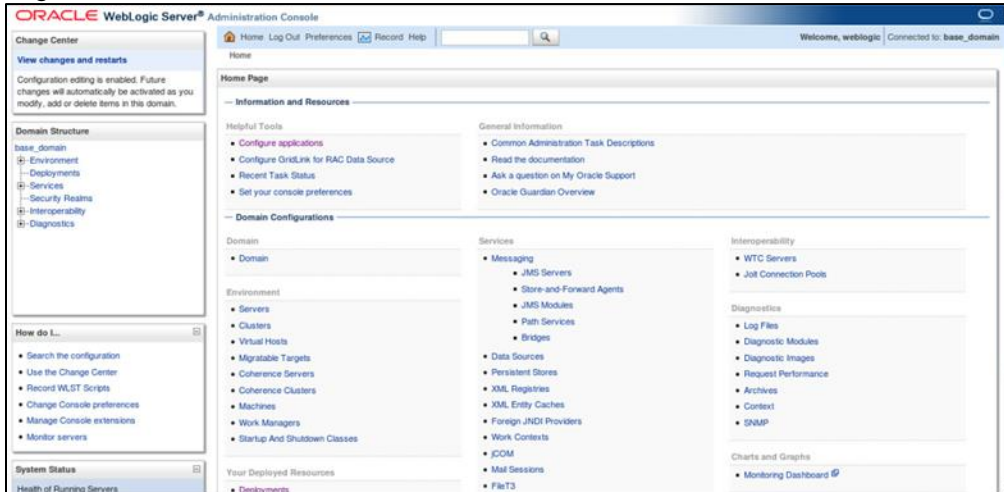 ORACLE WebLogic Server® Administration Console
Change Center
View changes and restarts
Configuration editing is enabled. Future
changes will automatically be activated as you
modify, add or delete items in this domain.
Domain Structure
base_domain
Environment
Deployments
Services
Security Realms
Interoperability
Diagnostics
How do I...
Search the configuration
Use the Change Center
Record WLST Scripts
Change Console preferences
Manage Console extensions
Monitor servers
System Status
Health of Running Servers
Home Log Out Preferences Record Help
Welcome, weblogic Connected to: base_domain
Home
Home Page
Information and Resources
Helpful Tools
Configure applications
Configure GridLink for RAC Data Source
Recent Task Status
Set your console preferences
General Information
Common Administration Task Descriptions
Read the documentation
Ask a question on My Oracle Support
Oracle Guardian Overview
Domain Configurations
Domain
Domain
Environment
Servers
Clusters
Virtual Hosts
Migratable Targets
Coherence Servers
Coherence Clusters
Machines
Work Managers
Startup And Shutdown Classes
Your Deployed Resources
Deployments
Services
Messaging
JMS Servers
Store-and-Forward Agents
JMS Modules
Path Services
Bridges
Data Sources
Persistent Stores
XML Registries
XML Entity Caches
Foreign JNDI Providers
Work Contexts
jCOM
Mail Sessions
FileT3
Interoperability
WTC Servers
Jolt Connection Pools
Diagnostics
Log Files
Diagnostic Modules
Diagnostic Images
Request Performance
Archives
Context
SNMP
Charts and Graphs
Monitoring Dashboard